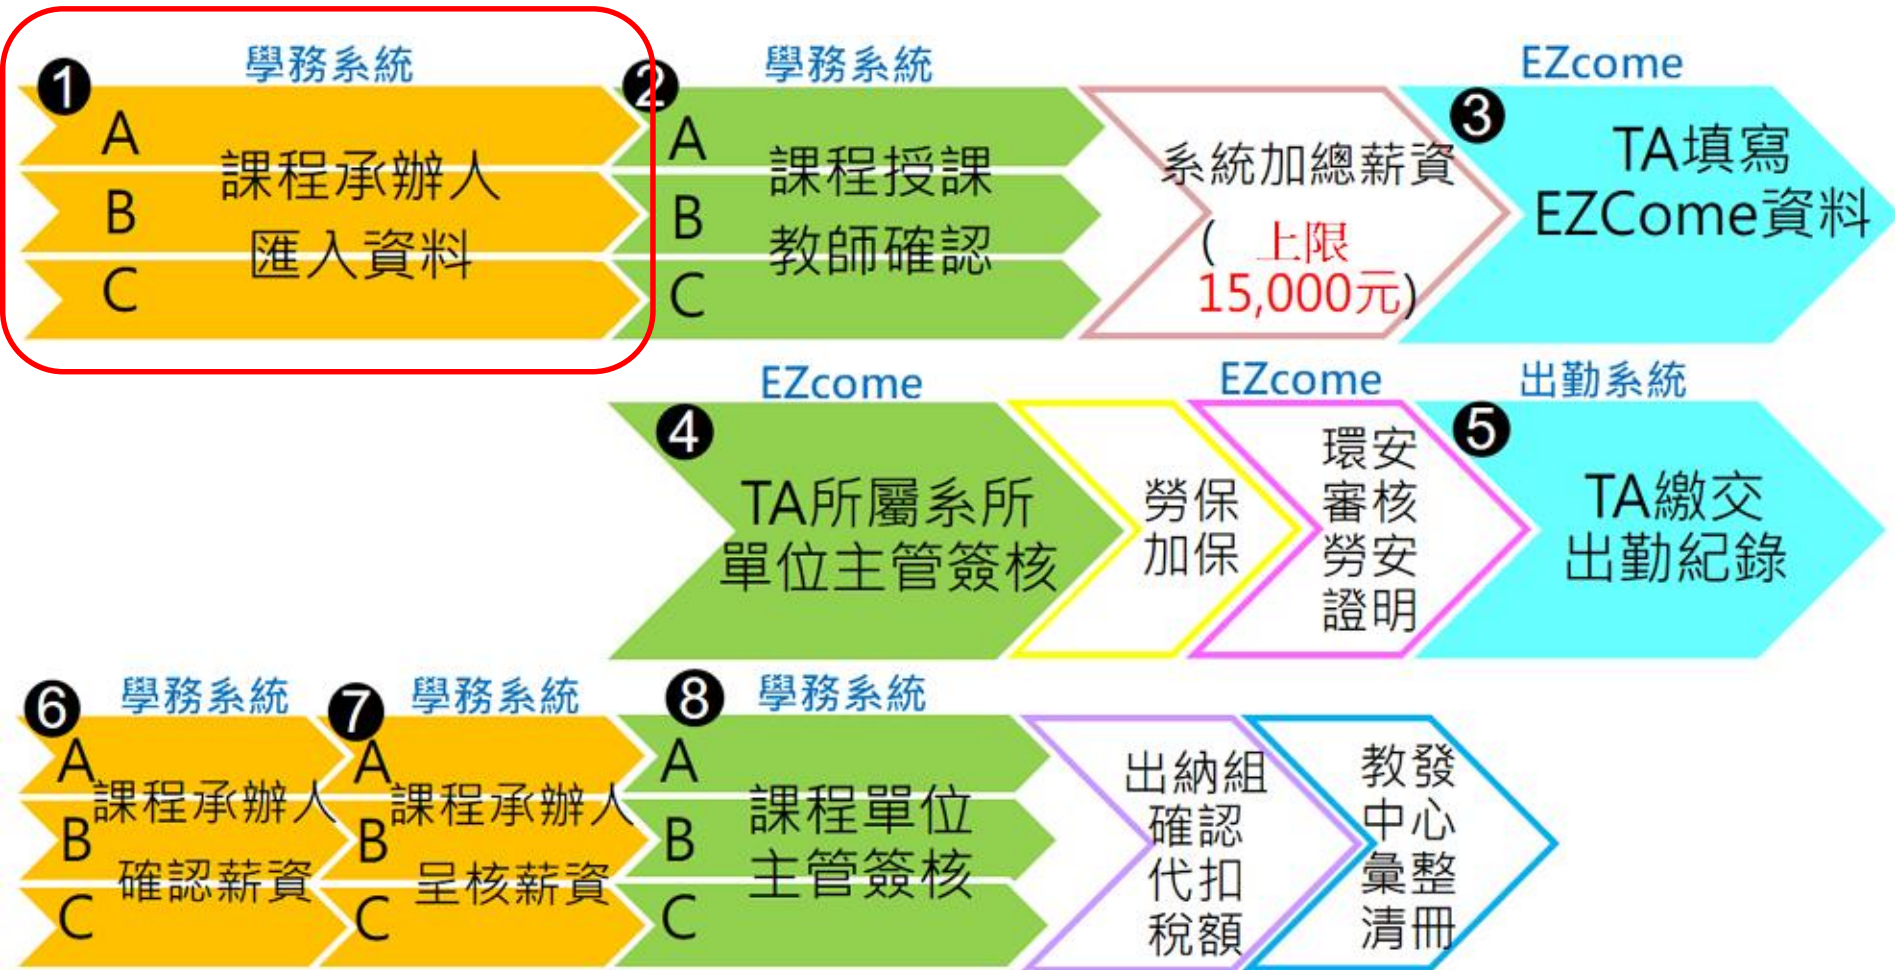 學務系統
1
A
B
C
課程承辦人
匯入資料
學務系統
2
A
B
C
課程授課
教師確認
系統加總薪資
( 上限
15,000元)
EZcome
3
TA填寫
EZCome資料
EZcome
4
TA所屬系所
單位主管簽核
勞保
加保
EZcome
環安
審核
勞安
證明
出勤系統
5
TA繳交
出勤紀錄
學務系統
6
A
B
C
課程承辦人
確認薪資
學務系統
7
A
B
C
課程承辦人
呈核薪資
學務系統
8
A
B
C
課程單位
主管簽核
出納組
確認
代扣
稅額
教發
中心
彙整
清冊